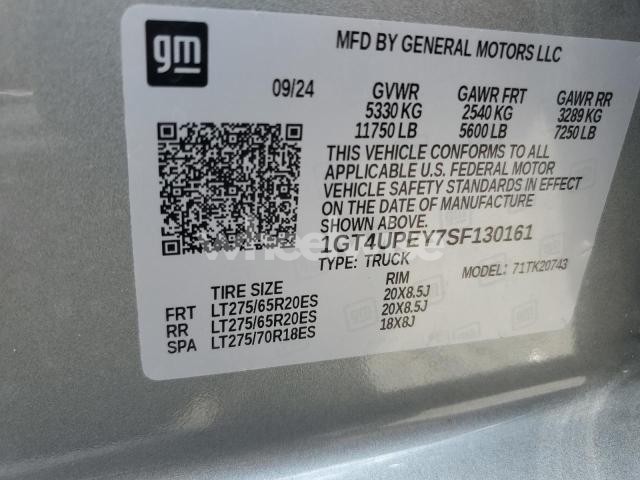 gm
MFD BY GENERAL MOTORS LLC
09/24 GVWR GAWR FRT GAWR RR
5330 KG 2540 KG 3289 KG
11750 LB 5600 LB 7250 LB
THIS VEHICLE CONFORMS TO ALL
APPLICABLE U.S. FEDERAL MOTOR
VEHICLE SAFETY STANDARDS IN EFFECT
ON THE DATE OF MANUFACTURE
SHOWN ABOVE.
1GT4UPEY7SF130161
TYPE: TRUCK MODEL: 71TK20743
TIRE SIZE RIM
FRT LT275/65R20ES 20X8.5J
RR LT275/65R20ES 20X8.5J
SPA LT275/70R18ES 18X8J